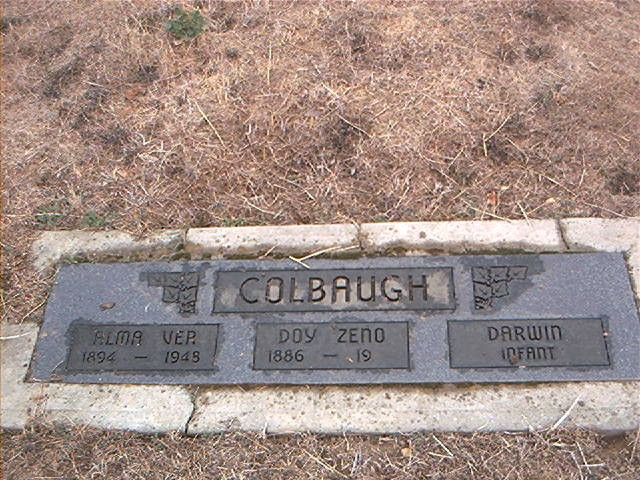 COLBAUGH
ALMA VER
1894 — 1948
DOY ZENO
1886 — 19
DARWIN
INFANT